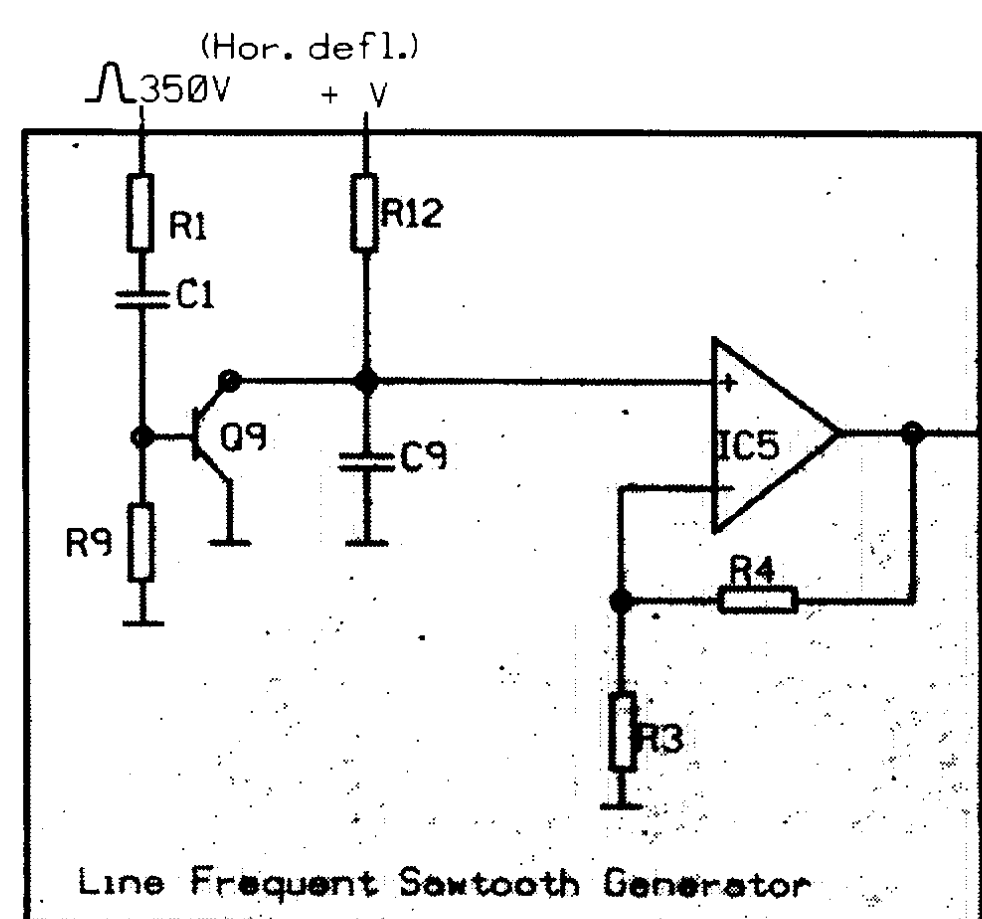 (Hor. defl.)
350V
+ V
R1
R12
C1
Q9
C9
IC5
R9
R4
R3
Line Frequent Sawtooth Generator